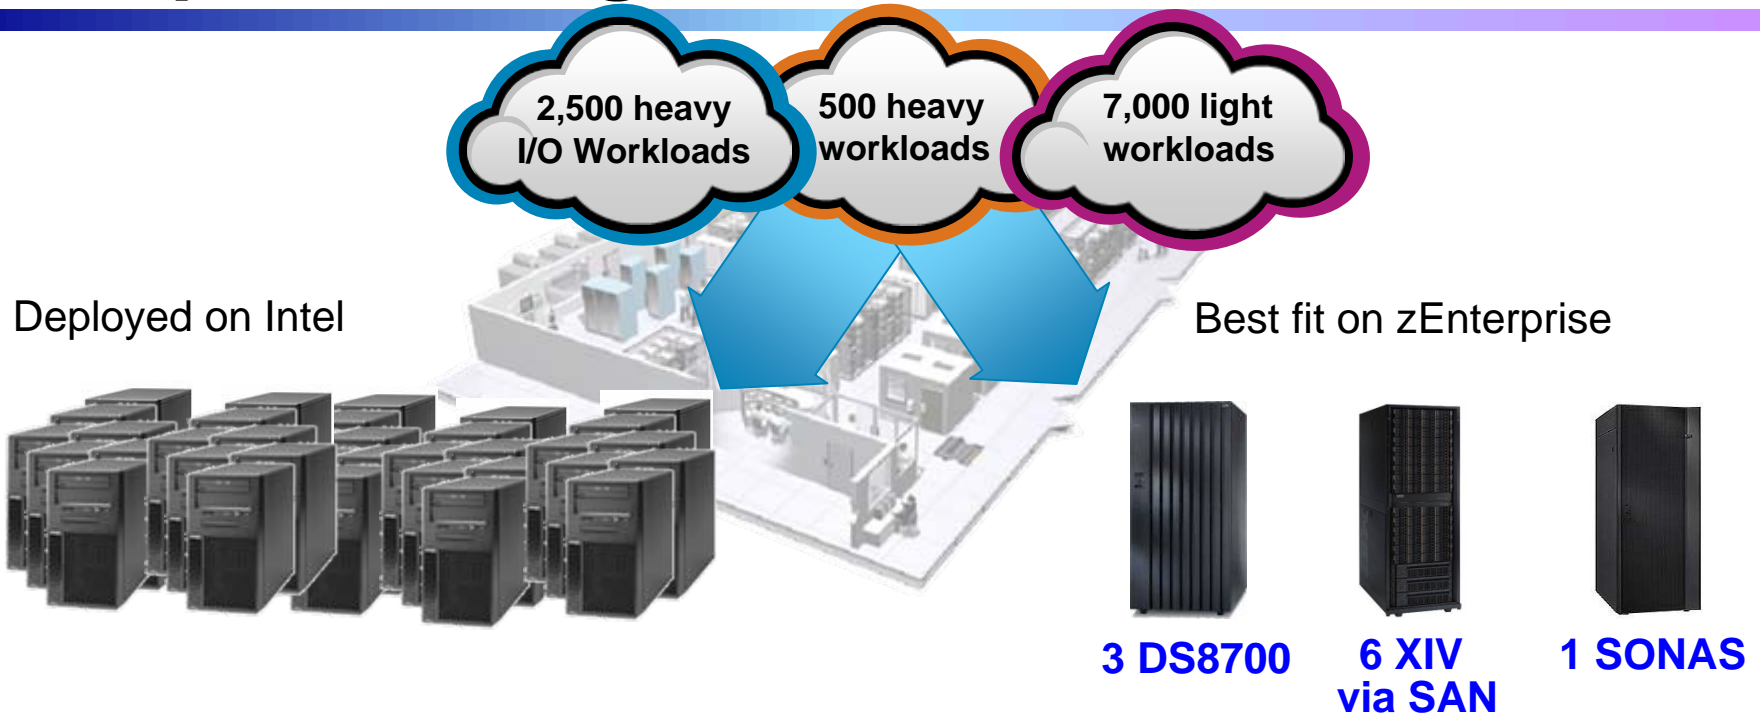 2,500 heavy
I/O Workloads
500 heavy
workloads
7,000 light
workloads
Deployed on Intel
Best fit on zEnterprise
3 DS8700
6 XIV
via SAN
1 SONAS